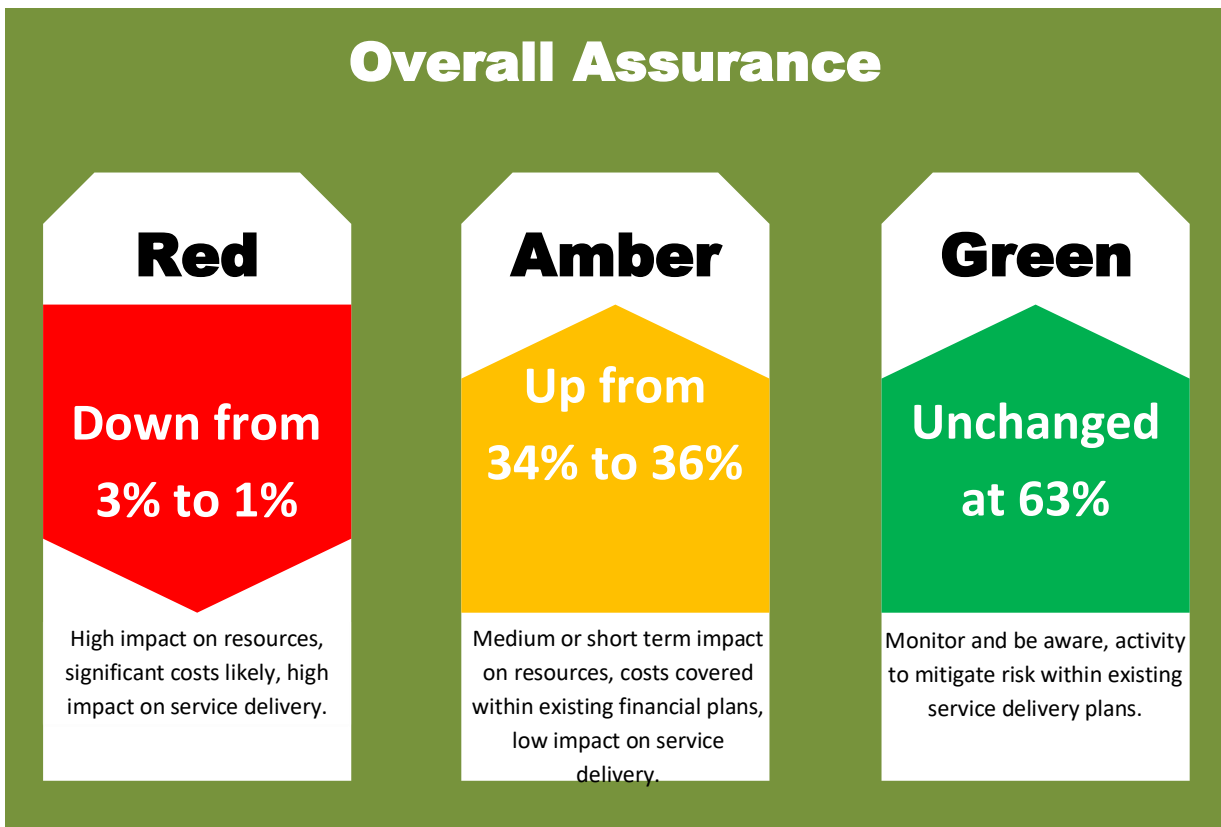 Overall Assurance
Red
Down from
3% to 1%
High impact on resources,
significant costs likely, high
impact on service delivery.
Amber
Up from
34% to 36%
Medium or short term impact
on resources, costs covered
within existing financial plans,
low impact on service
delivery.
Green
Unchanged
at 63%
Monitor and be aware, activity
to mitigate risk within existing
service delivery plans.